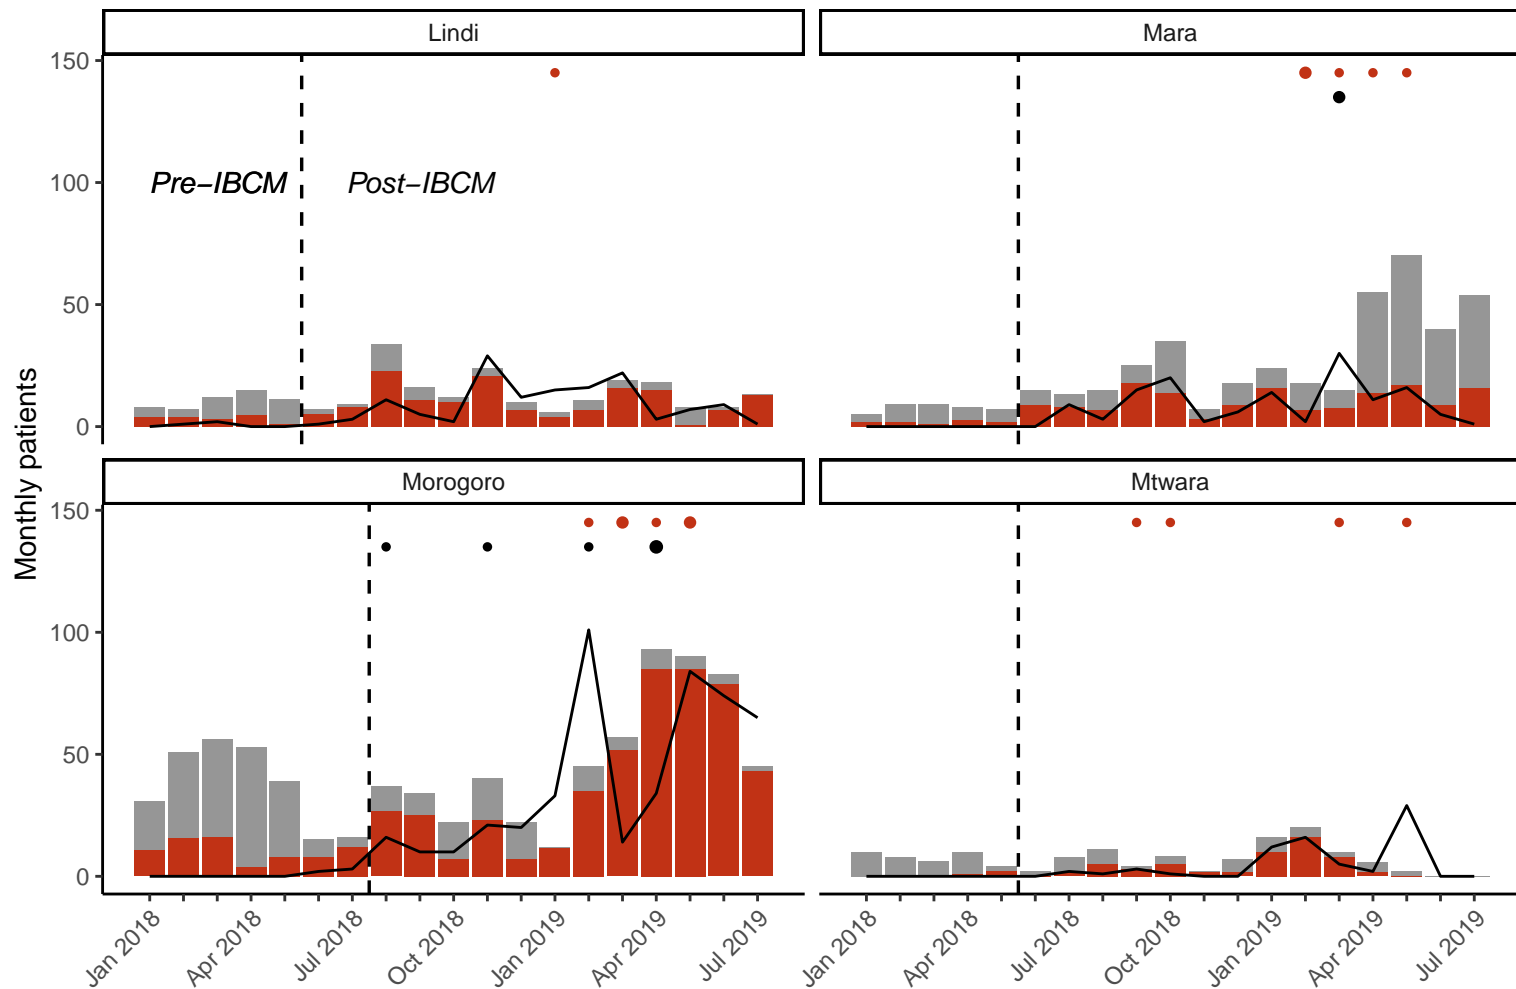 Lindi
Mara
150
100
50
0
Pre−IBCM
Post−IBCM
Monthly patients
Morogoro
Mtwara
150
100
50
0
Jan 2018
Apr 2018
Jul 2018
Oct 2018
Jan 2019
Apr 2019
Jul 2019
Jan 2018
Apr 2018
Jul 2018
Oct 2018
Jan 2019
Apr 2019
Jul 2019